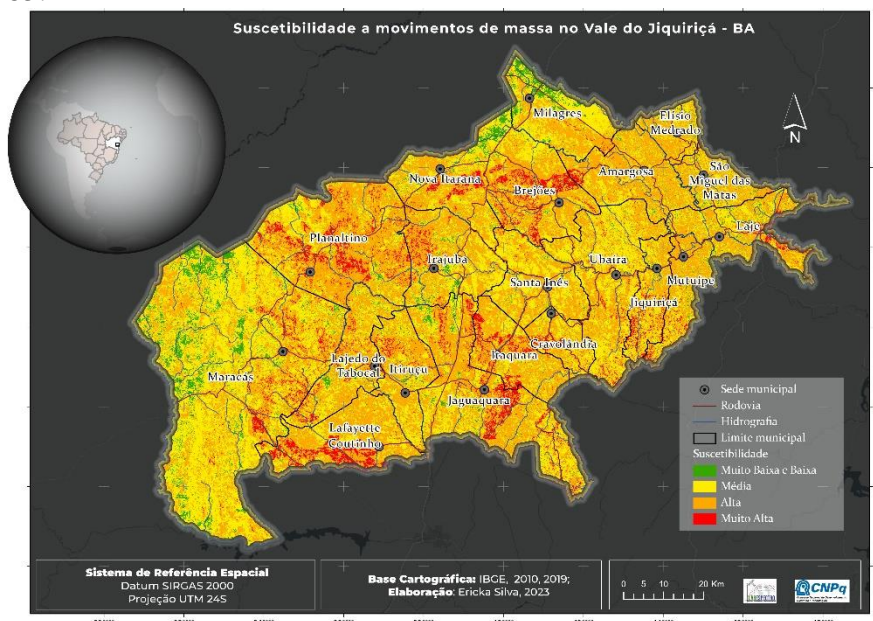 Suscetibilidade a movimentos de massa no Vale do Jiquiriçá - BA
N
Milagres
Elísio
Medrado
Nova Itarana
Brejões
Amargosa
São
Miguel das
Matas
Planaltino
Irajuba
Ubaíra
Laje
Santa Inês
Mutuípe
Jiquiriçá
Cravolândia
Maracás
Lajedo do
Tabocal
Itiruçu
Itaquara
Jaguaquara
Lafayette
Coutinho
Sede municipal
Rodovia
Hidrografia
Limite municipal
Suscetibilidade
Muito Baixa e Baixa
Média
Alta
Muito Alta
Sistema de Referência Espacial
Datum SIRGAS 2000
Projeção UTM 24S
Base Cartográfica: IBGE, 2010, 2019;
Elaboração: Ericka Silva, 2023
0 5 10 20 Km
CNPq